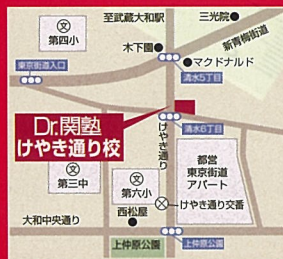 至武蔵大和駅
三光院
文
第四小
木下園
新青梅街道
マクドナルド
東京街道入口
清水5丁目
Dr.関塾
けやき通り校
けやき通り
清水6丁目
文
第三中
文
第六小
都営
東京街道
アパート
西松屋
けやき通り交番
大和中央通り
上仲原公園
上仲原公園